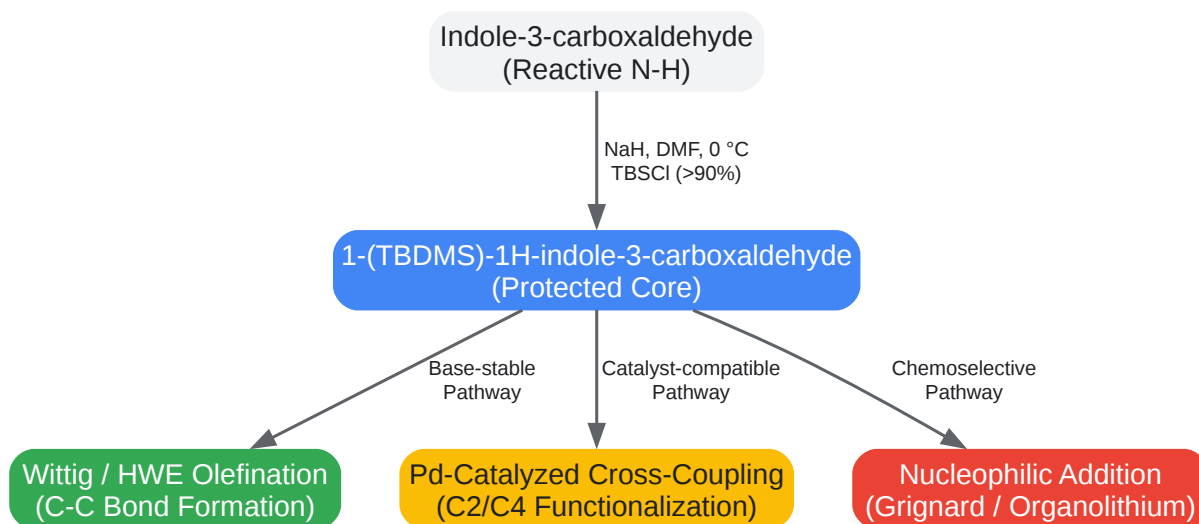 Indole-3-carboxaldehyde
(Reactive N-H)
NaH, DMF, 0 °C
TBSCl (>90%)
1-(TBDMS)-1H-indole-3-carboxaldehyde
(Protected Core)
Base-stable
Pathway
Catalyst-compatible
Pathway
Chemoselective
Pathway
Wittig / HWE Olefination
(C-C Bond Formation)
Pd-Catalyzed Cross-Coupling
(C2/C4 Functionalization)
Nucleophilic Addition
(Grignard / Organolithium)